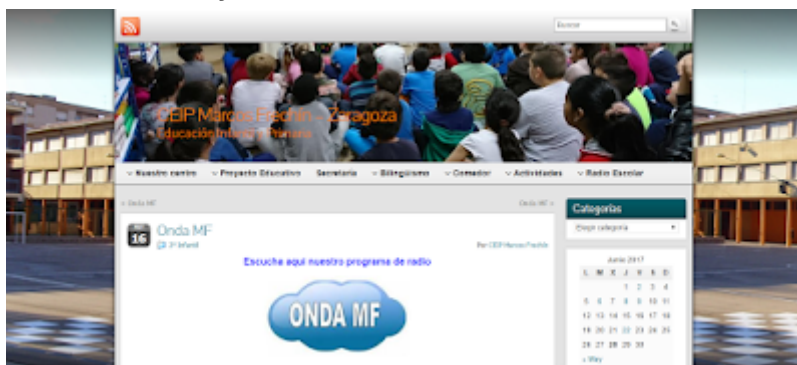 Buscar
CEIP Marcos Frechín - Zaragoza
Educación Infantil y Primaria
Nuestro centro Proyecto Educativo Secretaría Bilingüismo Comedor Actividades Radio Escolar
« Onda MF Onda MF »
Categorías
Elegir categoría
16
Onda MF
3º Infantil Por CEIP Marcos Frechín
Escucha aquí nuestro programa de radio
ONDA MF
Junio 2017
L M X J V S D
1 2 3 4
5 6 7 8 9 10 11
12 13 14 15 16 17 18
19 20 21 22 23 24 25
26 27 28 29 30
« May